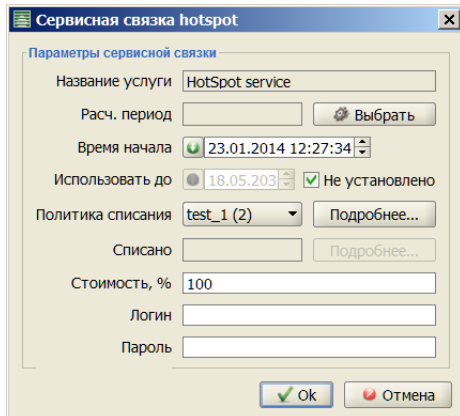 Сервисная связка hotspot
Параметры сервисной связки
Название услуги HotSpot service
Расч. период Выбрать
Время начала 23.01.2014 12:27:34
Использовать до 18.05.203 Не установлено
Политика списания test_1 (2) Подробнее...
Списано Подробнее...
Стоимость, % 100
Логин
Пароль
Ok Отмена